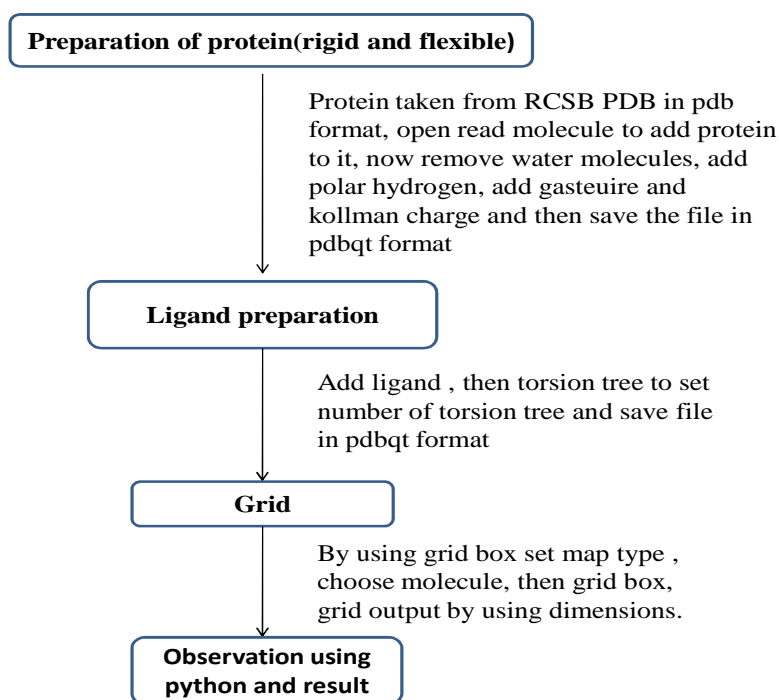 Preparation of protein(rigid and flexible)
Protein taken from RCSB PDB in pdb
format, open read molecule to add protein
to it, now remove water molecules, add
polar hydrogen, add gasteuire and
kollman charge and then save the file in
pdbqt format
Ligand preparation
Add ligand , then torsion tree to set
number of torsion tree and save file
in pdbqt format
Grid
By using grid box set map type ,
choose molecule, then grid box,
grid output by using dimensions.
Observation using
python and result